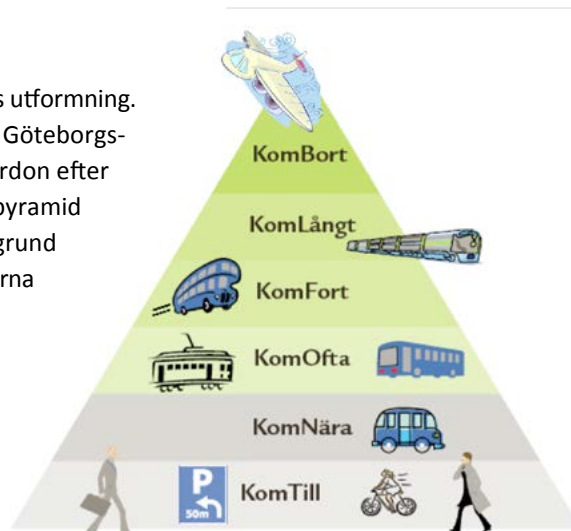 s utformning.
Göteborgs-
rdon efter
pyramid
grund
rna
KomBort
KomLångt
KomFort
KomOfta
KomNära
P
50m
KomTill